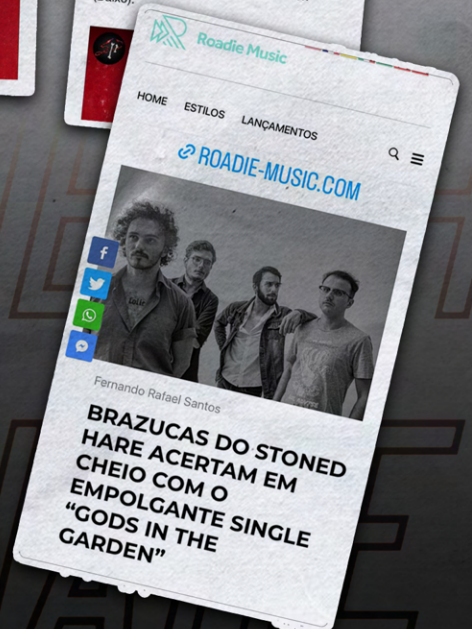 Roadie Music
HOME ESTILOS LANÇAMENTOS
ROADIE-MUSIC.COM
Fernando Rafael Santos
BRAZUCAS DO STONED
HARE ACERTAM EM
CHEIO COM O
EMPOLGANTE SINGLE
“GODS IN THE
GARDEN”